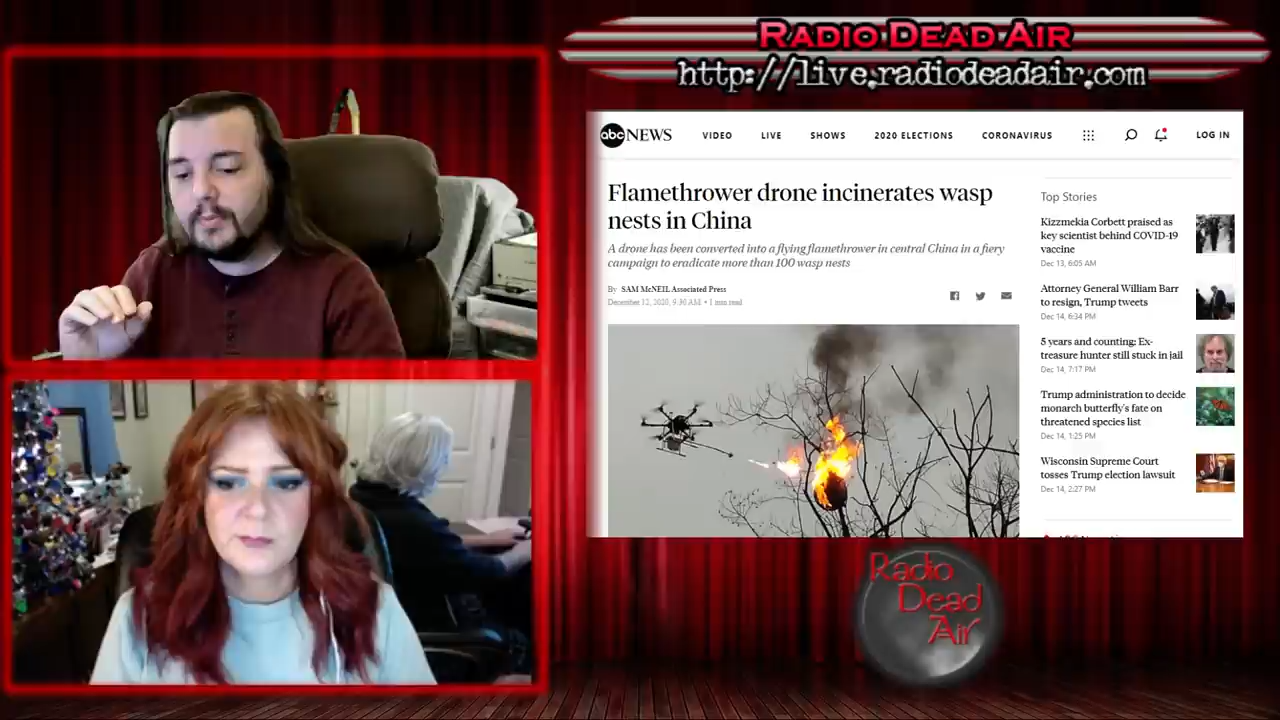 RADIO DEAD AIR
http://live.radiodeadair.com
abc NEWS VIDEO LIVE SHOWS 2020 ELECTIONS CORONAVIRUS LOG IN
Flamethrower drone incinerates wasp
nests in China
A drone has been converted into a flying flamethrower in central China in a fiery
campaign to eradicate more than 100 wasp nests
By SAM McNEIL Associated Press
December 12, 2020, 9:30 AM • 1 min read
Top Stories
Kizzmekia Corbett praised as
key scientist behind COVID-19
vaccine
Dec 13, 6:05 AM
Attorney General William Barr
to resign, Trump tweets
Dec 14, 6:34 PM
5 years and counting: Ex-
treasure hunter still stuck in jail
Dec 14, 7:17 PM
Trump administration to decide
monarch butterfly's fate on
threatened species list
Dec 14, 1:25 PM
Wisconsin Supreme Court
tosses Trump election lawsuit
Dec 14, 2:27 PM
Radio
Dead
Air